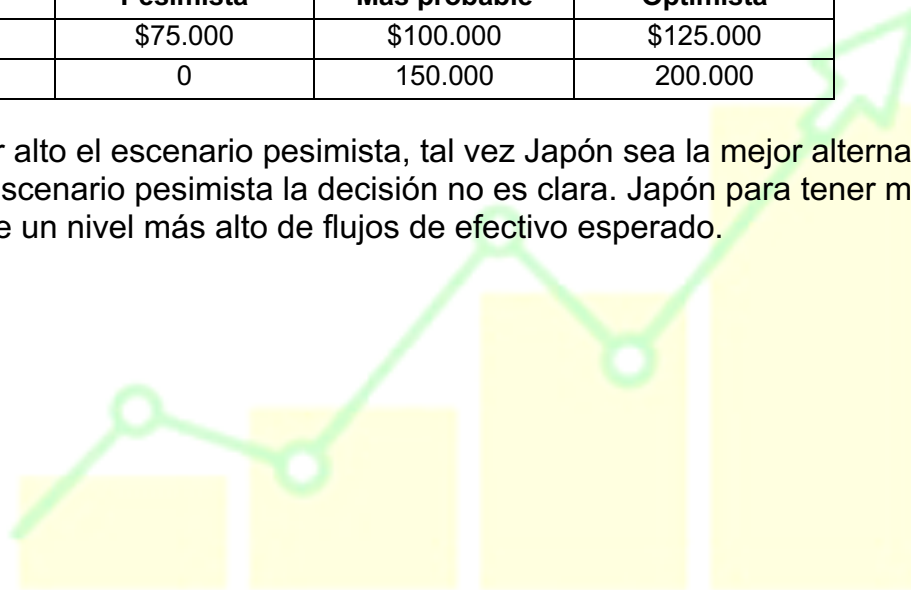 Pesimista Más probable Optimista
$75.000 $100.000 $125.000
0 150.000 200.000
alto el escenario pesimista, tal vez Japón sea la mejor
scenario pesimista la decisión no es clara. Japón para tener
un nivel más alto de flujos de efectivo esperado.